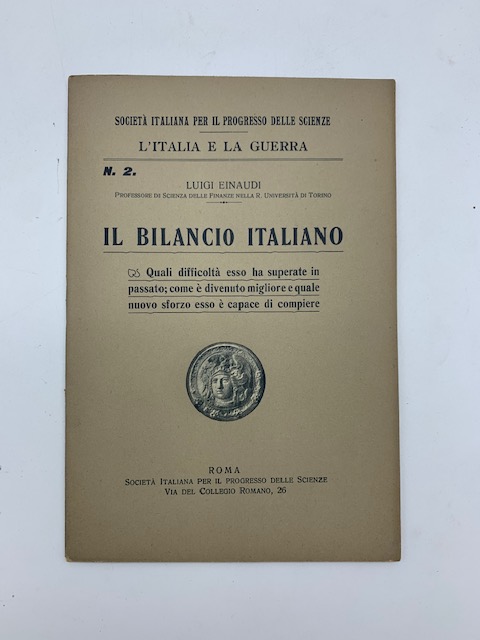 SOCIETÀ ITALIANA PER IL PROGRESSO DELLE SCIENZE
L'ITALIA E LA GUERRA
N. 2.
LUIGI EINAUDI
PROFESSORE DI SCIENZA DELLE FINANZE NELLA R. UNIVERSITÀ DI TORINO
IL BILANCIO ITALIANO
Quali difficoltà esso ha superate in
passato; come è divenuto migliore e quale
nuovo sforzo esso è capace di compiere
ROMA
SOCIETÀ ITALIANA PER IL PROGRESSO DELLE SCIENZE
VIA DEL COLLEGIO ROMANO, 26